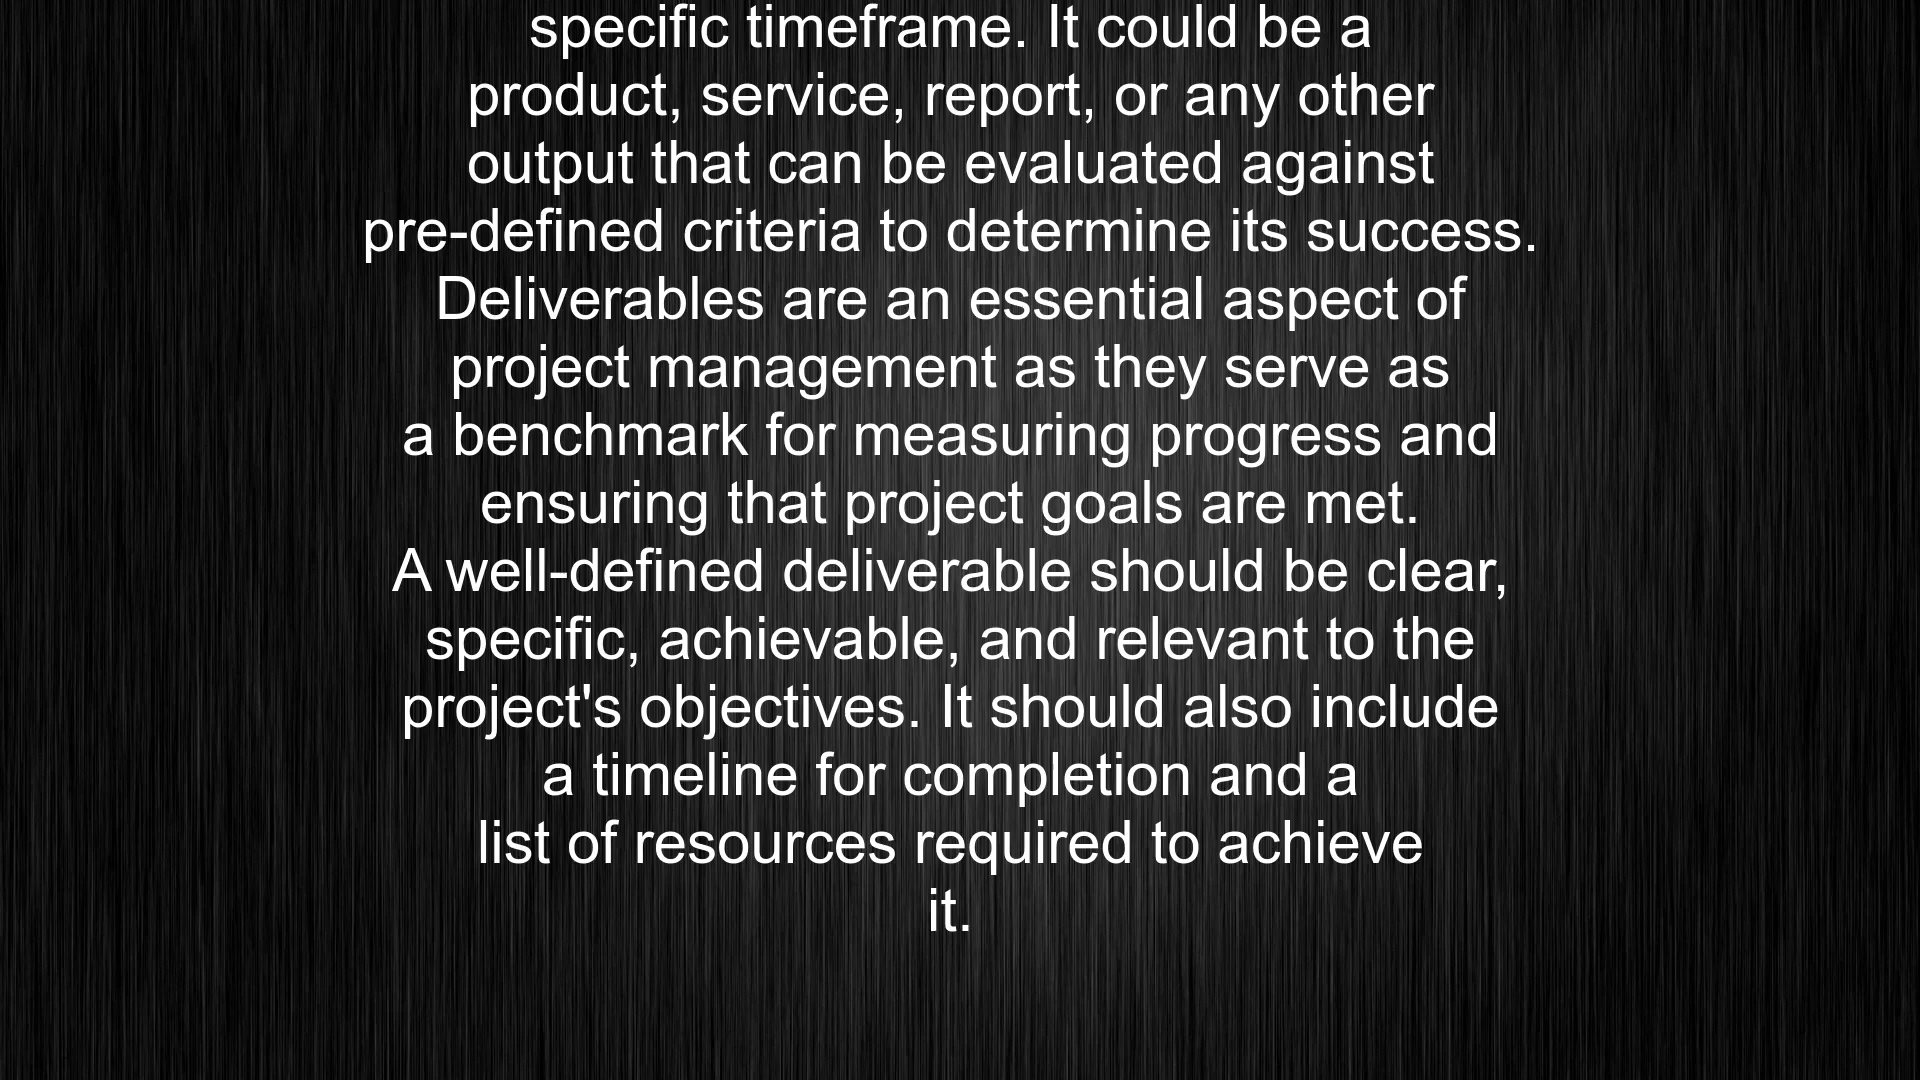 specific timeframe. It could be a
product, service, report, or any other
output that can be evaluated against
pre-defined criteria to determine its success.
Deliverables are an essential aspect of
project management as they serve as
a benchmark for measuring progress and
ensuring that project goals are met.
A well-defined deliverable should be clear,
specific, achievable, and relevant to the
project's objectives. It should also include
a timeline for completion and a
list of resources required to achieve
it.